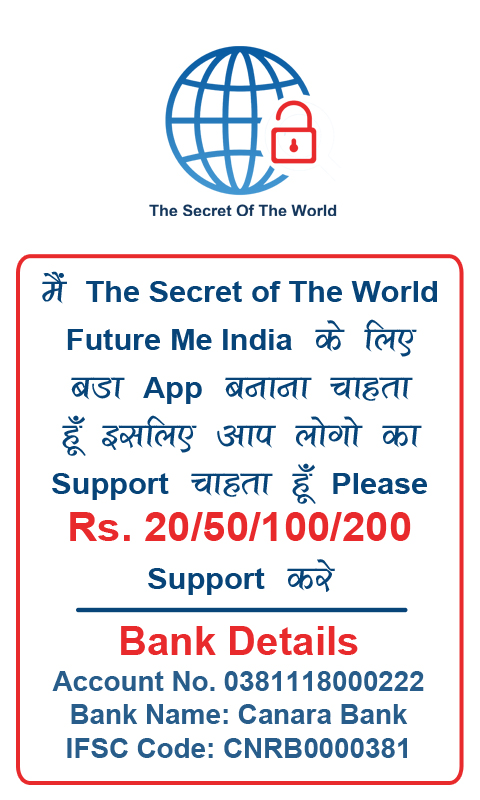 The Secret Of The World
मैं The Secret of The World
Future Me India के लिए
बडा App बनाना चाहता
हूँ इसलिए आप लोगो का
Support चाहता हूँ Please
Rs. 20/50/100/200
Support करे
Bank Details
Account No. 0381118000222
Bank Name: Canara Bank
IFSC Code: CNRB0000381